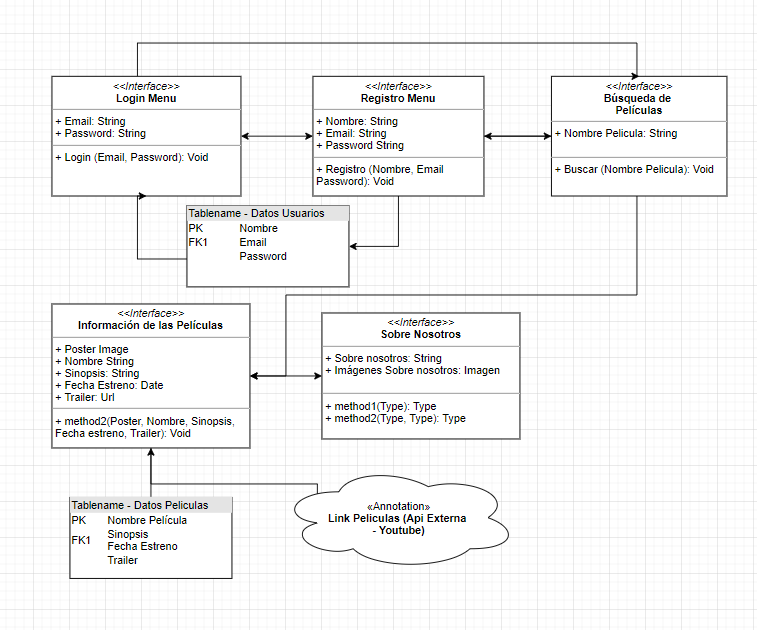 <<Interface>>
Login Menu
+ Email: String
+ Password: String
+ Login (Email, Password): Void
<<Interface>>
Registro Menu
+ Nombre: String
+ Email: String
+ Password String
+ Registro (Nombre, Email
Password): Void
<<Interface>>
Búsqueda de
Películas
+ Nombre Pelicula: String
+ Buscar (Nombre Pelicula): Void
Tablename - Datos Usuarios
PK Nombre
FK1 Email
Password
<<Interface>>
Información de las Películas
+ Poster Image
+ Nombre String
+ Sinopsis: String
+ Fecha Estreno: Date
+ Trailer: Url
+ method2(Poster, Nombre, Sinopsis,
Fecha estreno, Trailer): Void
<<Interface>>
Sobre Nosotros
+ Sobre nosotros: String
+ Imágenes Sobre nosotros: Imagen
+ method1(Type): Type
+ method2(Type, Type): Type
Tablename - Datos Peliculas
PK Nombre Película
FK1 Sinopsis
Fecha Estreno
Trailer
«Annotation»
Link Peliculas (Api Externa
- Youtube)